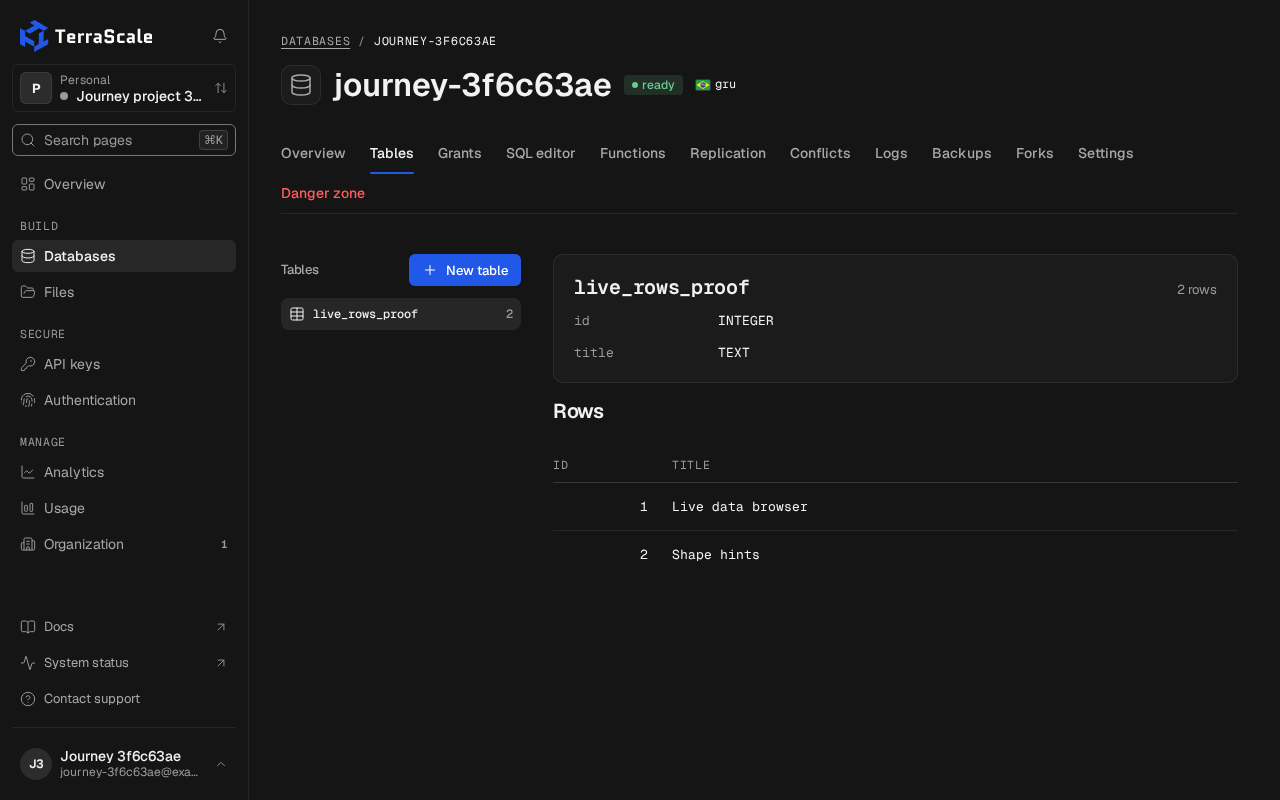 TerraScale
P
Personal
Journey project 3...
Search pages
⌘K
Overview
BUILD
Databases
Files
SECURE
API keys
Authentication
MANAGE
Analytics
Usage
Organization 1
Docs
System status
Contact support
J3
Journey 3f6c63ae
journey-3f6c63ae@exa...
DATABASES / JOURNEY-3F6C63AE
journey-3f6c63ae
ready
gru
Overview Tables Grants SQL editor Functions Replication Conflicts Logs Backups Forks Settings
Danger zone
Tables
New table
live_rows_proof 2
live_rows_proof
2 rows
id INTEGER
title TEXT
Rows
ID TITLE
1 Live data browser
2 Shape hints